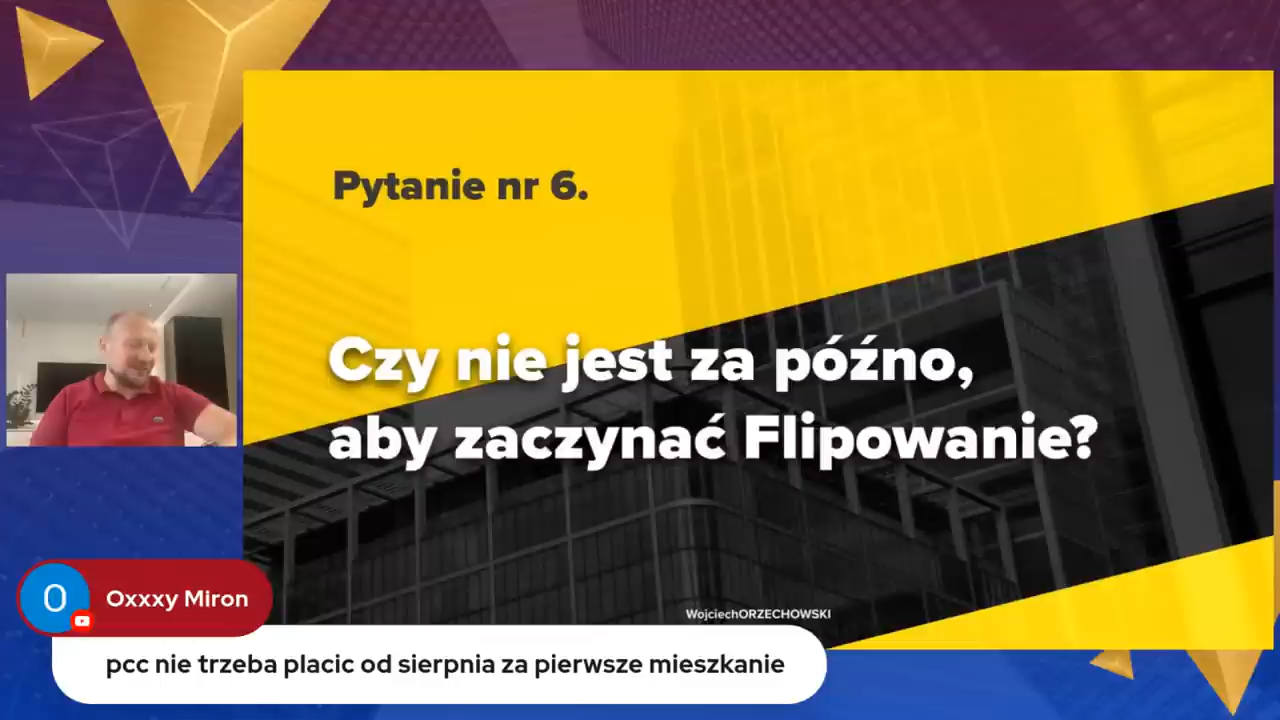 Pytanie nr 6.
Czy nie jest za późno,
aby zaczynać Flipowanie?
WojciechORZECHOWSKI
O
Oxxxy Miron
pcc nie trzeba placic od sierpnia za pierwsze mieszkanie